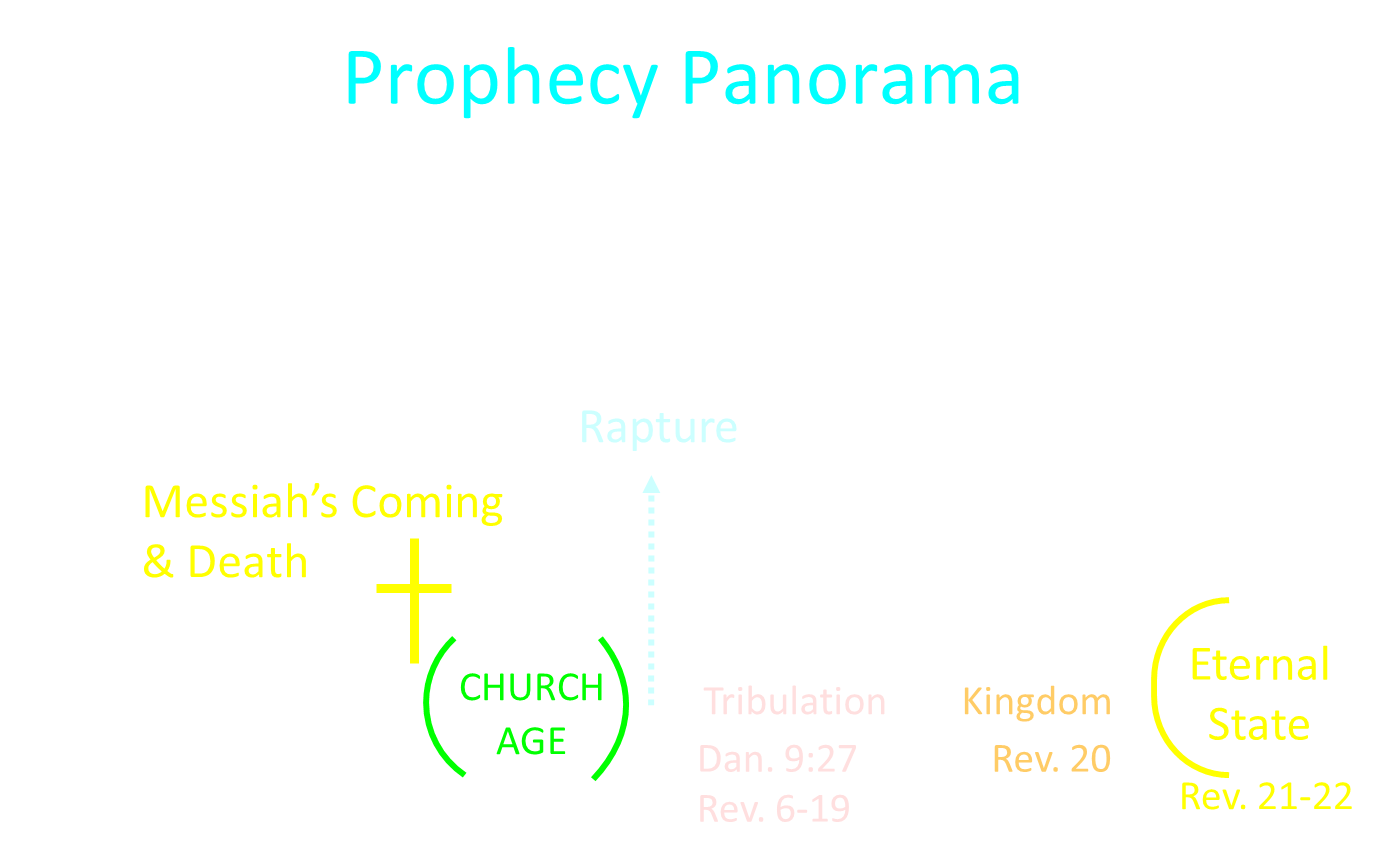 Prophecy Panorama
Rapture
Messiah’s Coming
& Death
CHURCH
AGE
Tribulation
Dan. 9:27
Rev. 6-19
Kingdom
Rev. 20
Eternal
State
Rev. 21-22